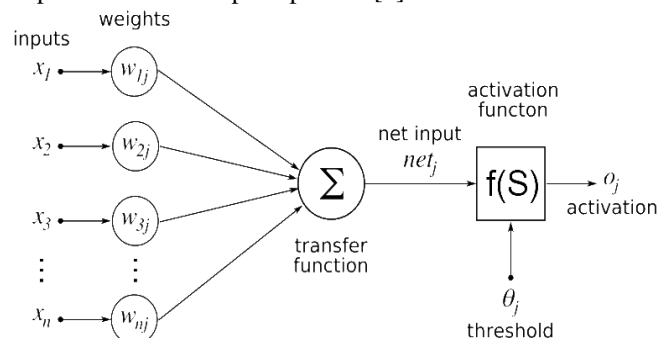 weights
inputs
x1
w1j
x2
w2j
x3
w3j
⋮ ⋮
xn
wnj
Σ
transfer
function
net input
netj
activation
functon
f(S)
oj
activation
θj
threshold